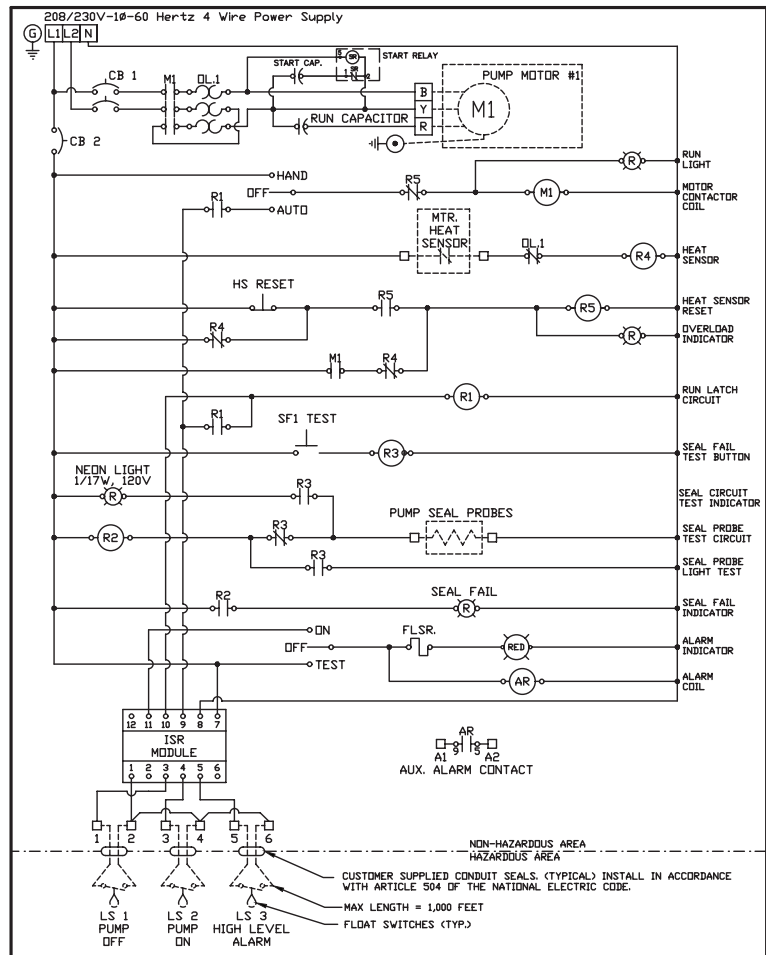 208/230V-1ø-60 Hertz 4 Wire Power Supply
G L1 L2 N
START CAP.
5 SR START RELAY
SR
1 2
CB 1 M1 OL.1
PUMP MOTOR #1
B
Y M1
R
RUN CAPACITOR
CB 2
HAND
OFF
AUTO
R1
R5
R
RUN
LIGHT
M1
MOTOR
CONTACTOR
COIL
MTR.
HEAT
SENSOR
OL.1
R4
HEAT
SENSOR
HS RESET
R4
R5
R5
HEAT SENSOR
RESET
R
OVERLOAD
INDICATOR
M1 R4
R1
RUN LATCH
CIRCUIT
R1
SF1 TEST
R3
SEAL FAIL
TEST BUTTON
NEON LIGHT
1/17W, 120V
R
R3
SEAL CIRCUIT
TEST INDICATOR
R2
R3
PUMP SEAL PROBES
SEAL PROBE
TEST CIRCUIT
R3
SEAL PROBE
LIGHT TEST
R2
SEAL FAIL
R
SEAL FAIL
INDICATOR
ON
OFF
TEST
FLSR.
RED
ALARM
INDICATOR
AR
ALARM
COIL
12 11 10 9 8 7
ISR
MODULE
1 2 3 4 5 6
AR
A1 9 5 A2
AUX. ALARM CONTACT
1 2 3 4 5 6
NON-HAZARDOUS AREA
HAZARDOUS AREA
CUSTOMER SUPPLIED CONDUIT SEALS. (TYPICAL) INSTALL IN ACCORDANCE
WITH ARTICLE 504 OF THE NATIONAL ELECTRIC CODE.
MAX LENGTH = 1,000 FEET
FLOAT SWITCHES (TYP.)
LS 1
PUMP
OFF
LS 2
PUMP
ON
LS 3
HIGH LEVEL
ALARM